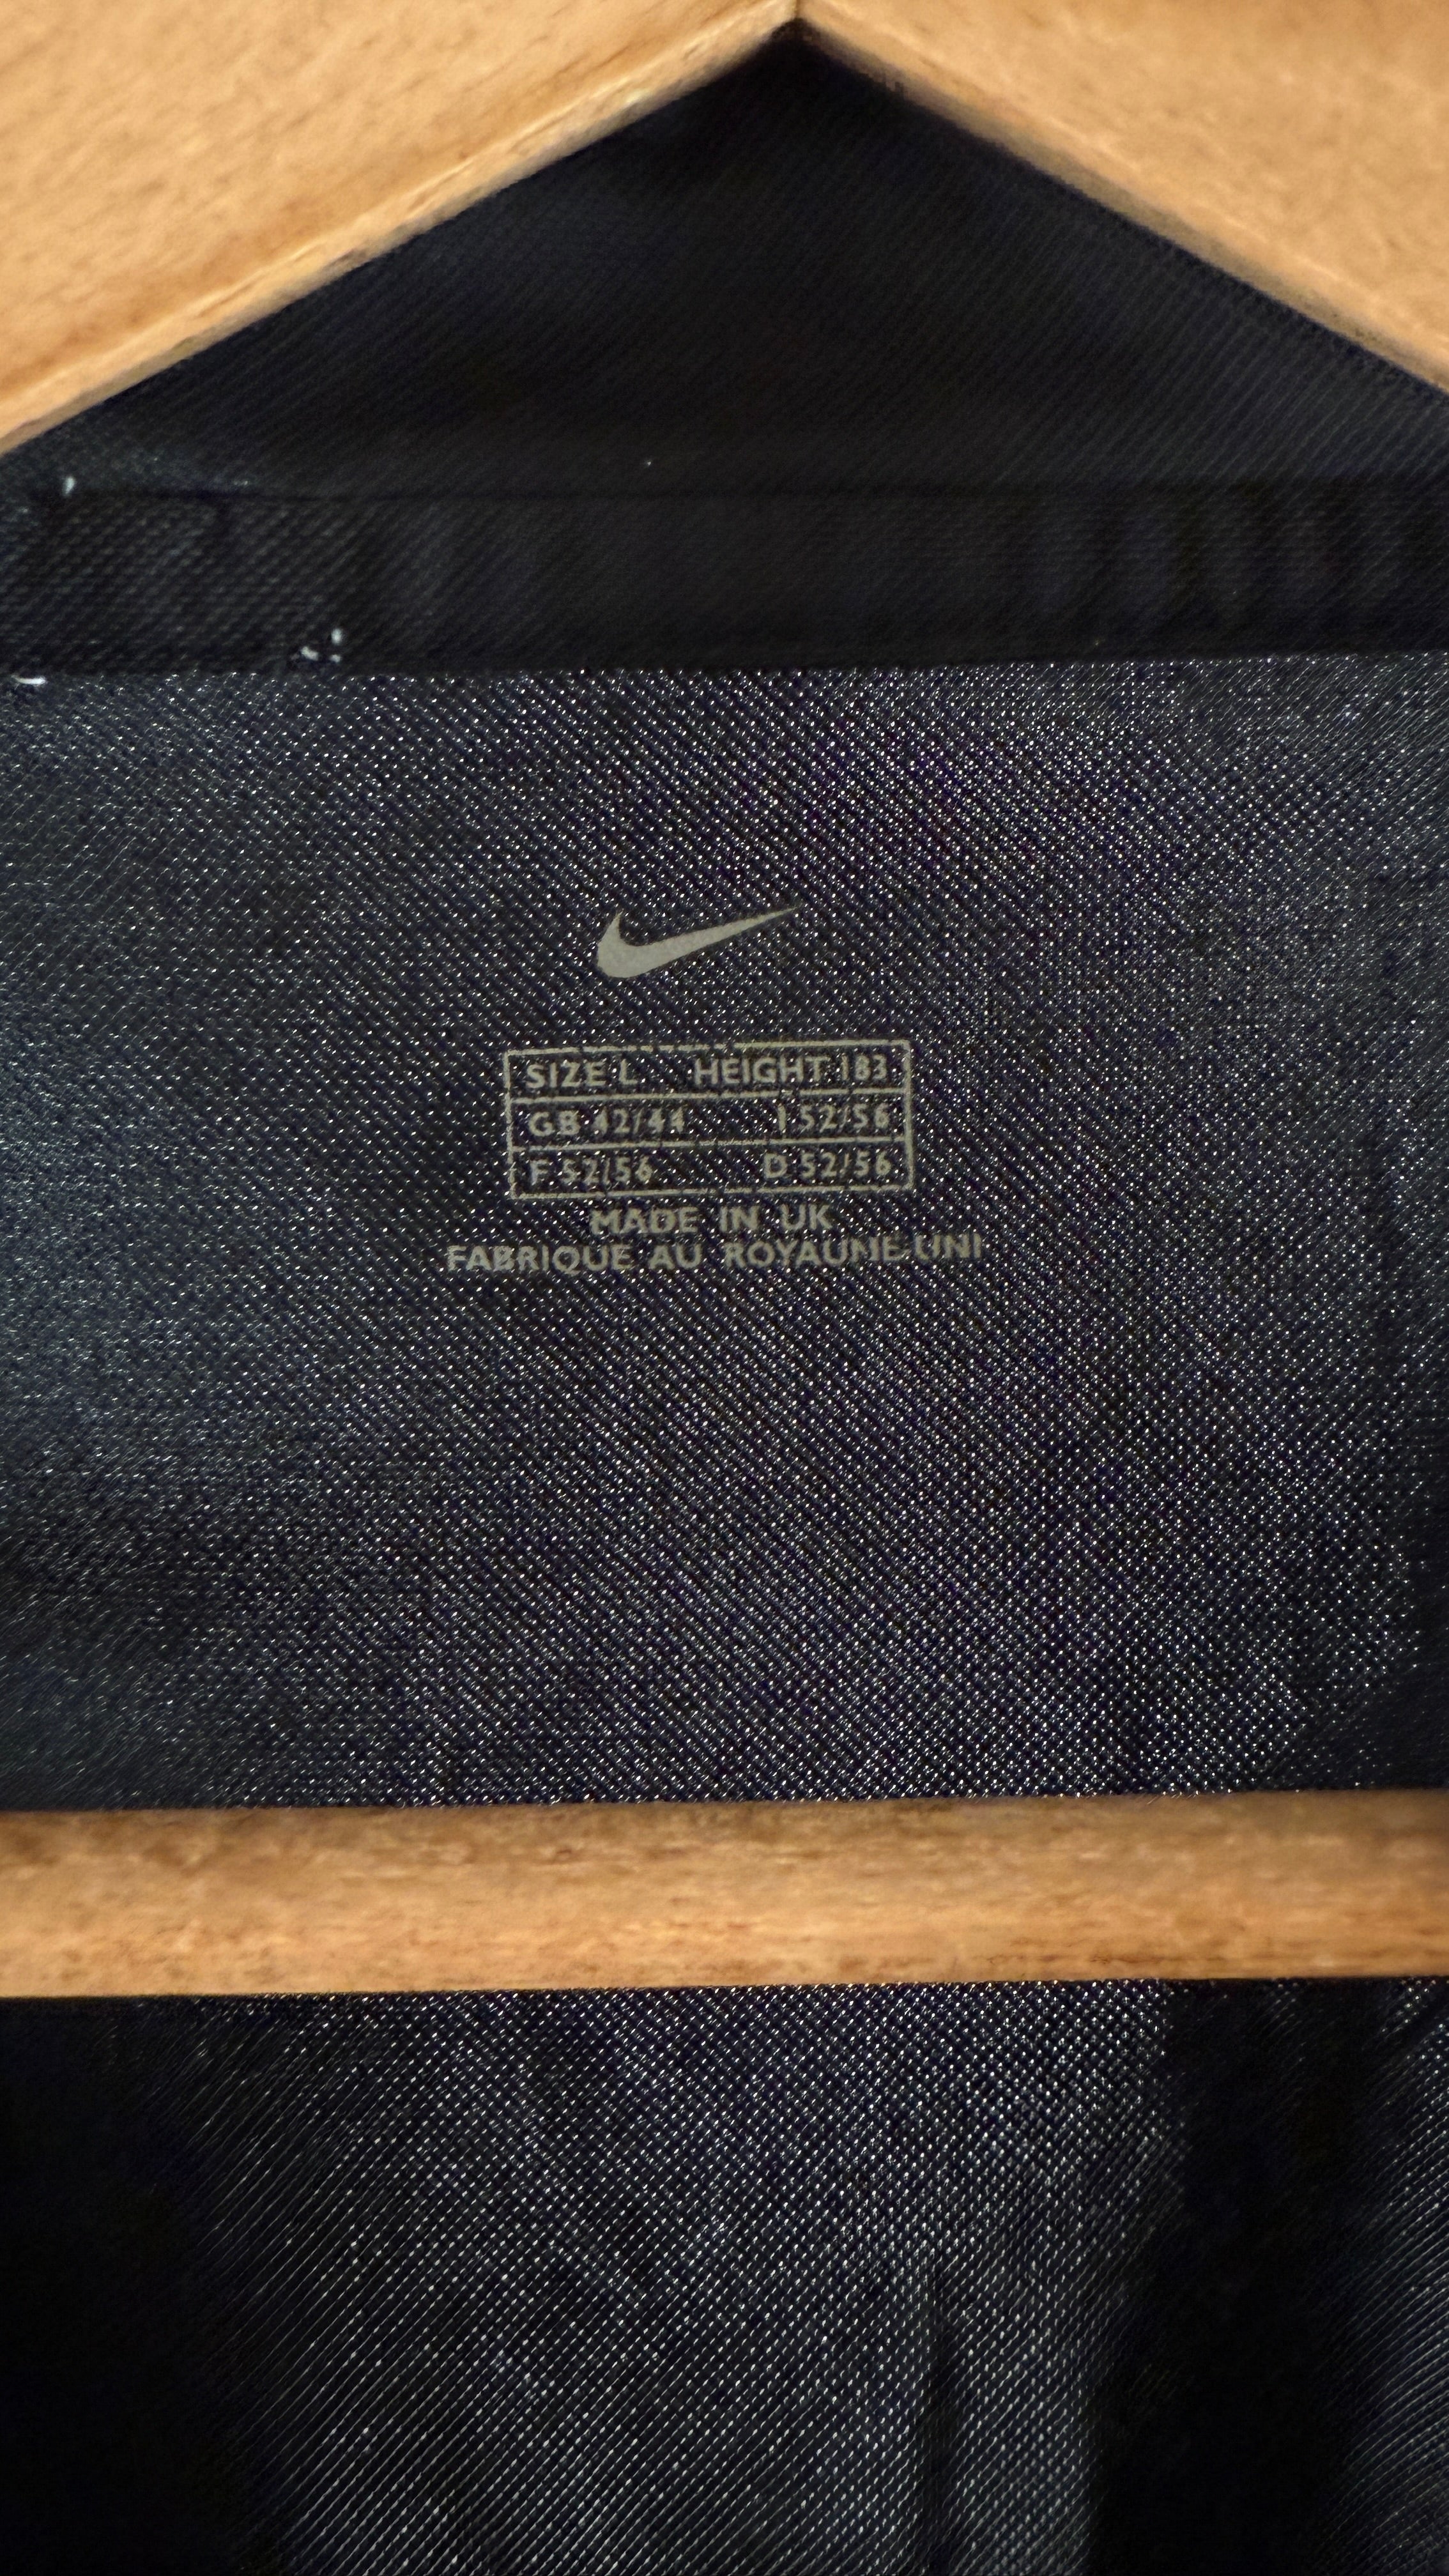 SIZE L HEIGHT 183
GB 42/44 I 52/56
F 52/56 D 52/56
MADE IN UK
FABRIQUE AU ROYAUME-UNI